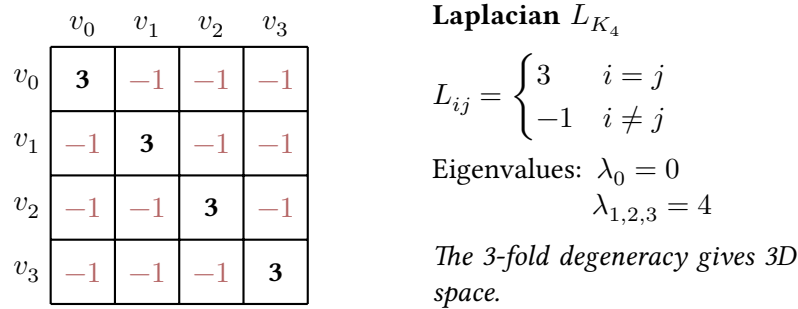 v₀ v₁ v₂ v₃
v₀ 3 −1 −1 −1
v₁ −1 3 −1 −1
v₂ −1 −1 3 −1
v₃ −1 −1 −1 3
Laplacian L_{K₄}
L_{ij} = { 3 i = j
−1 i ≠ j
Eigenvalues: λ₀ = 0
λ₁,₂,₃ = 4
The 3-fold degeneracy gives 3D
space.